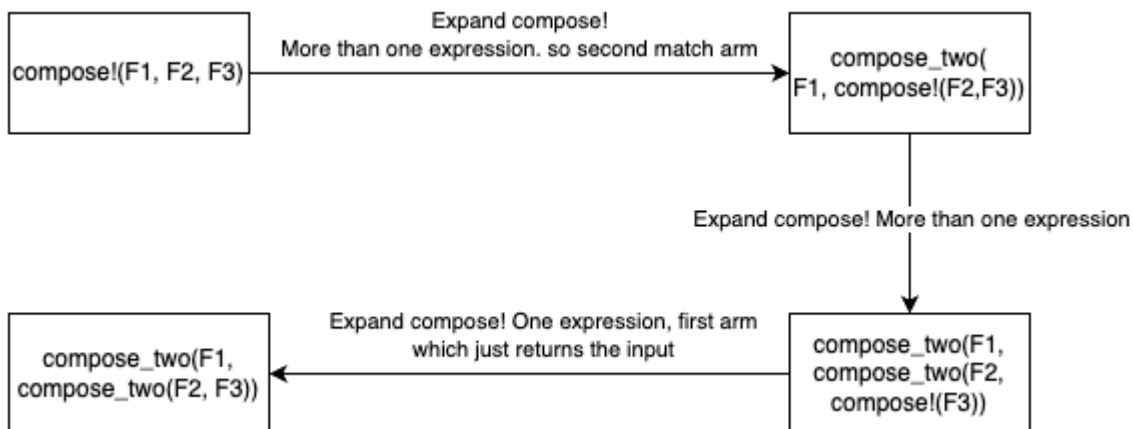 compose!(F1, F2, F3)
Expand compose!
More than one expression. so second match arm
compose_two(
F1, compose!(F2,F3))
Expand compose! More than one expression
compose_two(F1,
compose_two(F2,
compose!(F3))
Expand compose! One expression, first arm
which just returns the input
compose_two(F1,
compose_two(F2, F3))